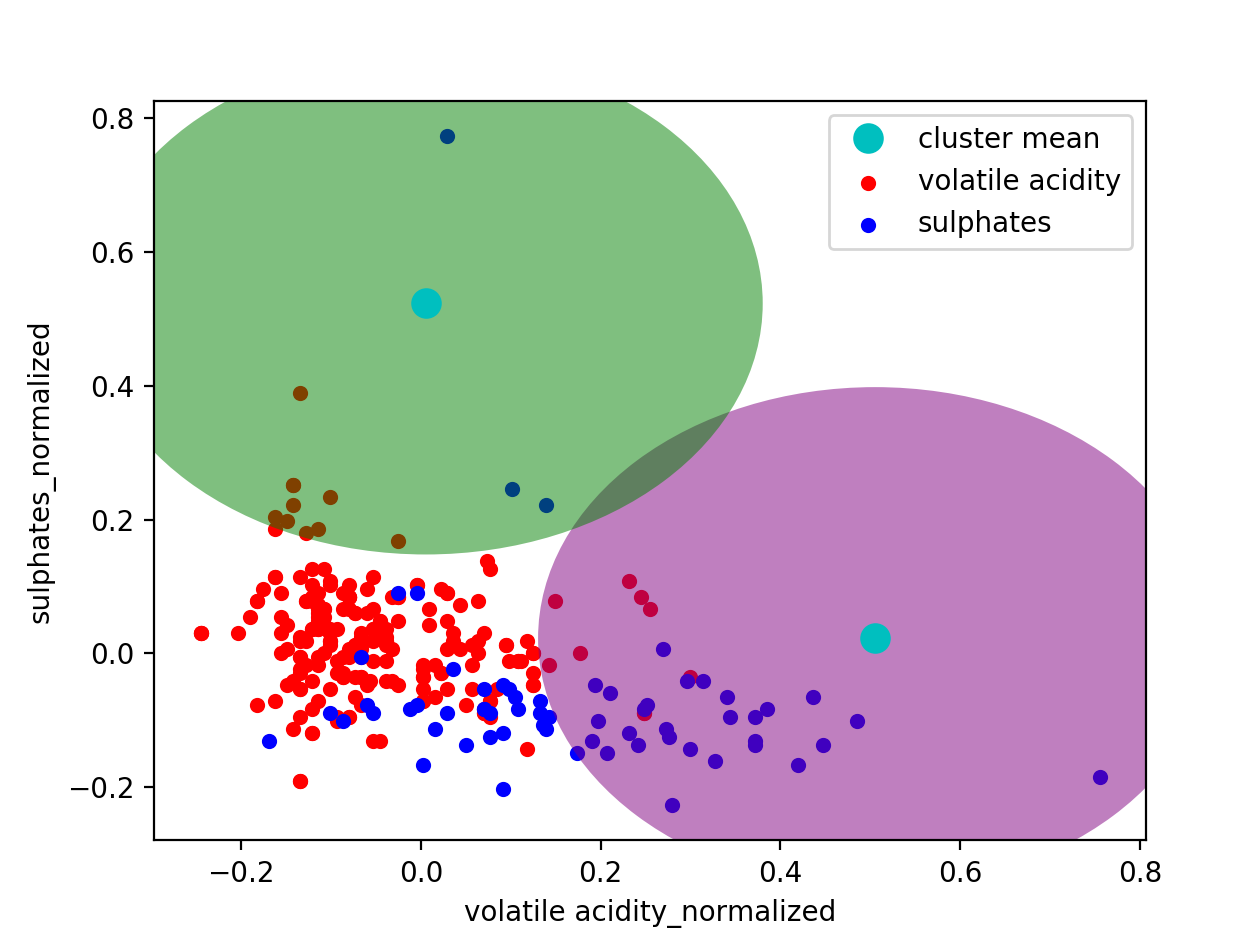 cluster mean
volatile acidity
sulphates
0.8
0.6
0.4
0.2
0.0
−0.2
sulphates_normalized
−0.2
0.0
0.2
0.4
0.6
0.8
volatile acidity_normalized